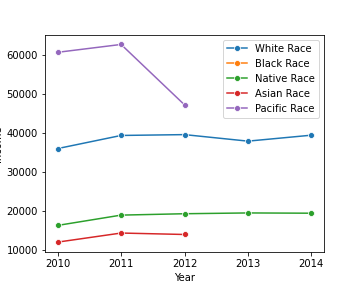 White Race
Black Race
Native Race
Asian Race
Pacific Race
60000
50000
40000
30000
20000
10000
2010 2011 2012 2013 2014
Year